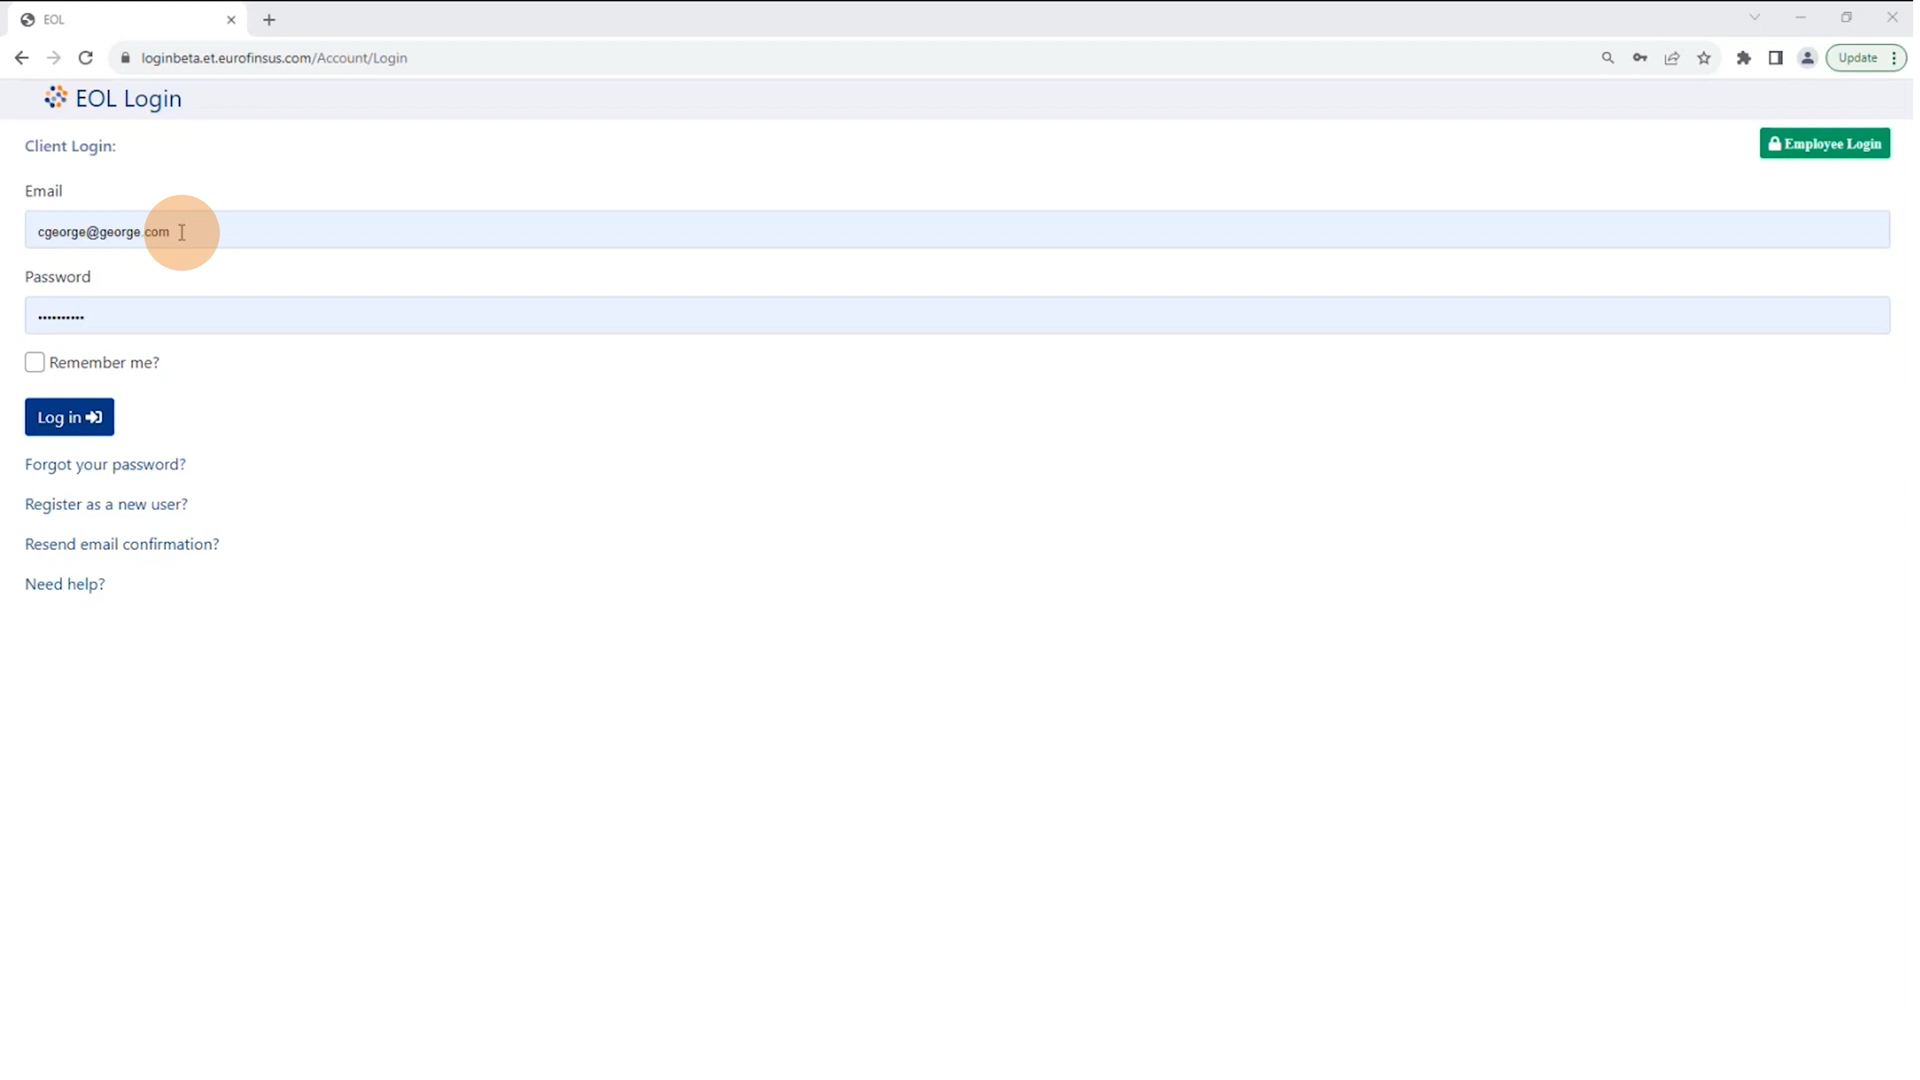 EOL
loginbeta.et.eurofinsus.com/Account/Login
Update
EOL Login
Client Login:
Employee Login
Email
cgeorge@george.com
Password
••••••••••
Remember me?
Log in
Forgot your password?
Register as a new user?
Resend email confirmation?
Need help?